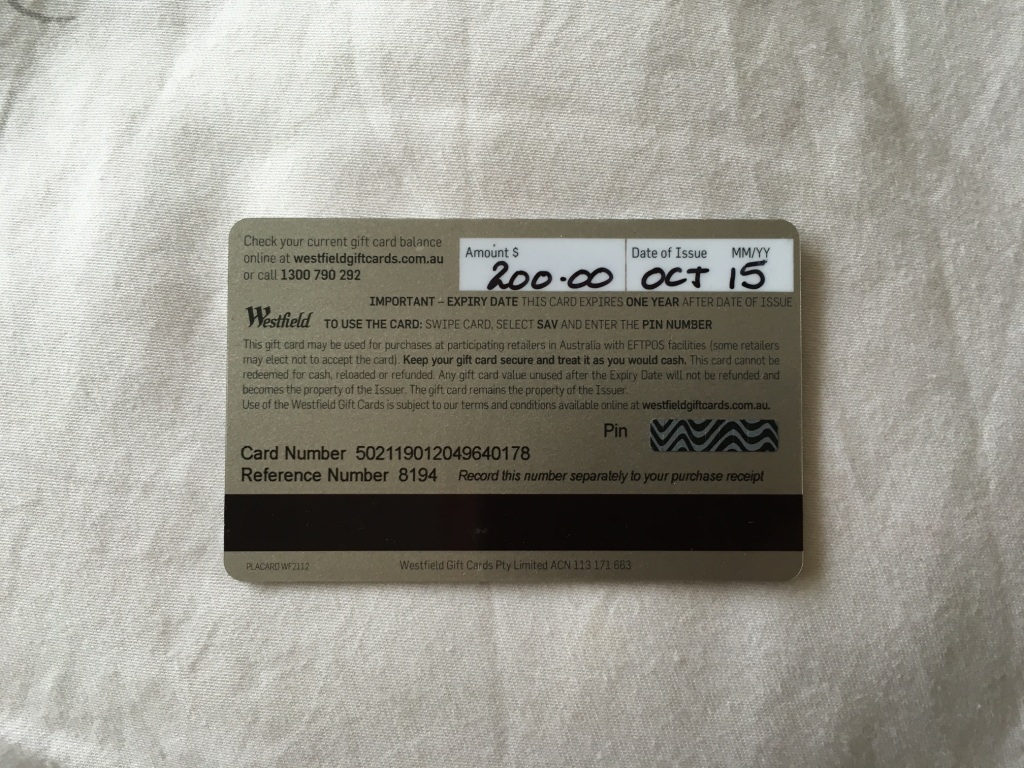 Check your current gift card balance
online at westfieldgiftcards.com.au
or call 1300 790 292
Amount $
200.00
Date of Issue MM/YY
OCT 15
IMPORTANT – EXPIRY DATE THIS CARD EXPIRES ONE YEAR AFTER DATE OF ISSUE
Westfield TO USE THE CARD: SWIPE CARD, SELECT SAV AND ENTER THE PIN NUMBER
This gift card may be used for purchases at participating retailers in Australia with EFTPOS facilities (some retailers
may elect not to accept the card). Keep your gift card secure and treat it as you would cash. This card cannot be
redeemed for cash, reloaded or refunded. Any gift card value unused after the Expiry Date will not be refunded and
becomes the property of the Issuer. The gift card remains the property of the Issuer.
Use of the Westfield Gift Cards is subject to our terms and conditions available online at westfieldgiftcards.com.au.
Pin
Card Number 502119012049640178
Reference Number 8194 Record this number separately to your purchase receipt
PLACARD WF2112 Westfield Gift Cards Pty Limited ACN 113 171 663